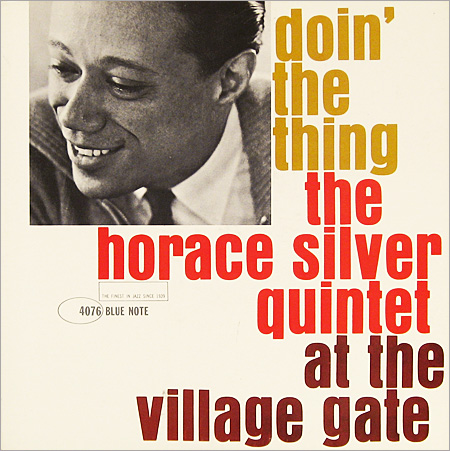 doin'
the
thing
the
horace silver
quintet
at the
village gate
THE FINEST IN JAZZ SINCE 1939
4076 BLUE NOTE